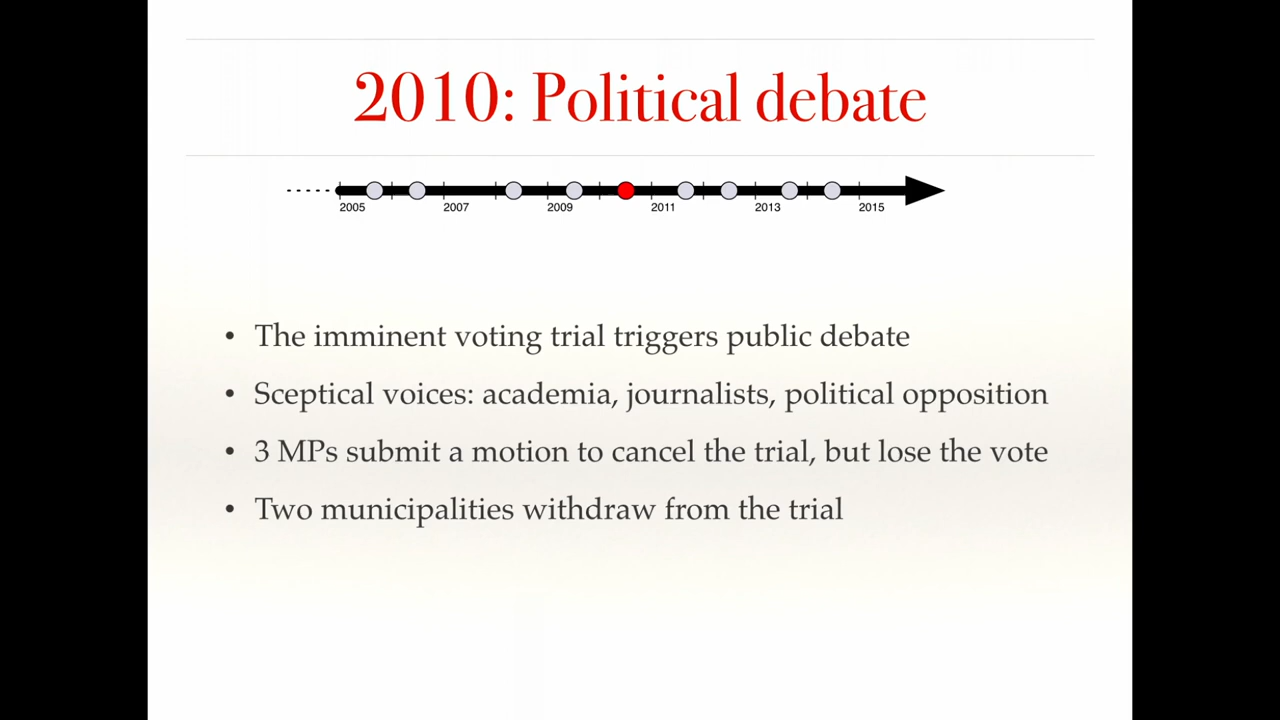 2010: Political debate
2005 2007 2009 2011 2013 2015
• The imminent voting trial triggers public debate
• Sceptical voices: academia, journalists, political opposition
• 3 MPs submit a motion to cancel the trial, but lose the vote
• Two municipalities withdraw from the trial